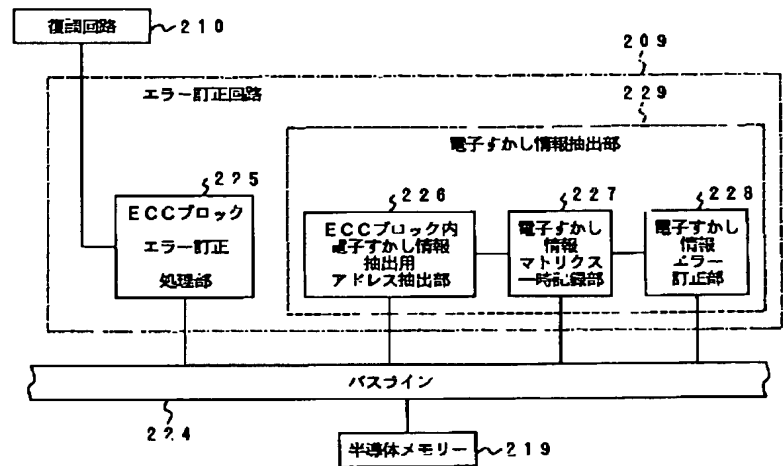 復調回路
210
209
エラー訂正回路
229
電子すかし情報抽出部
225
ECCブロック
エラー訂正
処理部
226
ECCブロック内
電子すかし情報
抽出用
アドレス抽出部
227
電子すかし
情報
マトリクス
一時記録部
228
電子すかし
情報
エラー
訂正部
バスライン
224
半導体メモリー
219